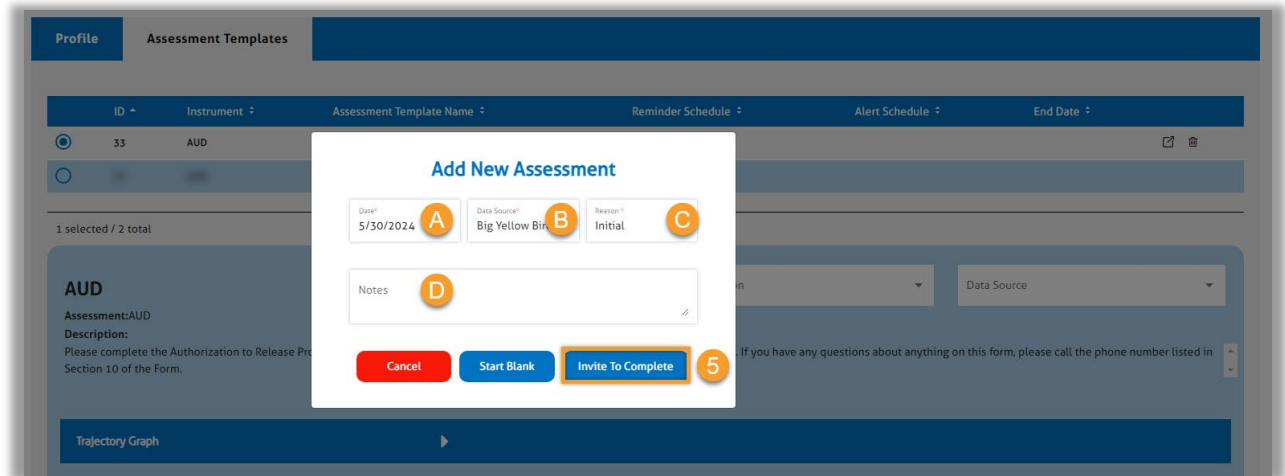 Profile Assessment Templates
ID Instrument Assessment Template Name Reminder Schedule Alert Schedule End Date
33 AUD
Add New Assessment
Date* Data Source* Reason *
5/30/2024 A Big Yellow Bir B Initial C
1 selected / 2 total
Notes D
AUD
Data Source
Assessment:AUD
Description:
Please complete the Authorization to Release Pro . If you have any questions about anything on this form, please call the phone number listed in
Section 10 of the Form.
Cancel Start Blank Invite To Complete 5
Trajectory Graph